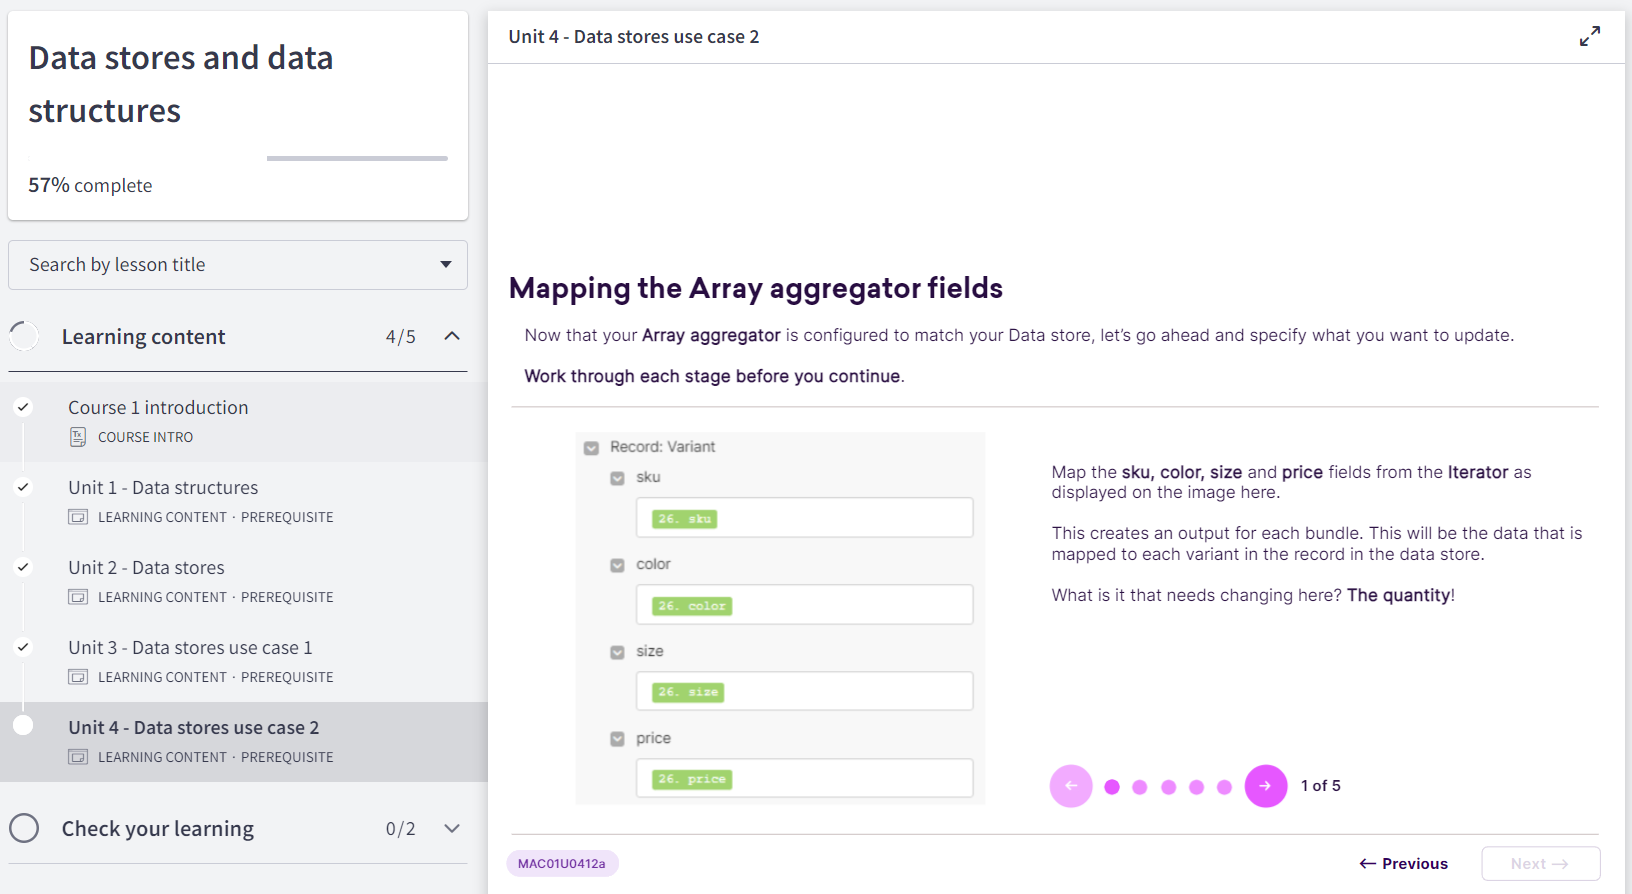 Data stores and data
structures
57% complete
Search by lesson title
Learning content 4/5
Course 1 introduction
COURSE INTRO
Unit 1 - Data structures
LEARNING CONTENT · PREREQUISITE
Unit 2 - Data stores
LEARNING CONTENT · PREREQUISITE
Unit 3 - Data stores use case 1
LEARNING CONTENT · PREREQUISITE
Unit 4 - Data stores use case 2
LEARNING CONTENT · PREREQUISITE
Check your learning 0/2
Unit 4 - Data stores use case 2
Mapping the Array aggregator fields
Now that your Array aggregator is configured to match your Data store, let's go ahead and specify what you want to update.
Work through each stage before you continue.
Record: Variant
sku
26. sku
color
26. color
size
26. size
price
26. price
Map the sku, color, size and price fields from the Iterator as
displayed on the image here.
This creates an output for each bundle. This will be the data that is
mapped to each variant in the record in the data store.
What is it that needs changing here? The quantity!
1 of 5
MAC01U0412a
← Previous
Next →